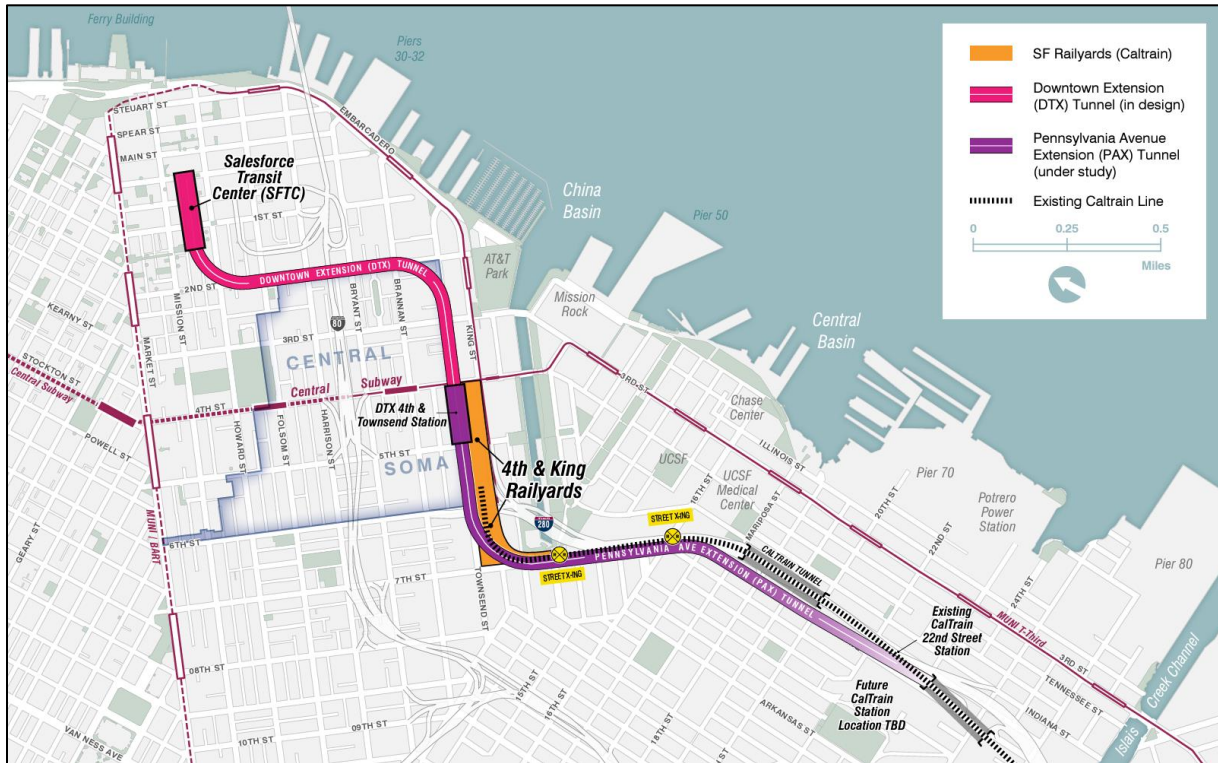 Ferry Building
Piers
30-32
STEUART ST
SPEAR ST
MAIN ST
EMBARCADERO
Salesforce
Transit
Center (SFTC)
1ST ST
China
Basin
Pier 50
AT&T
Park
DOWNTOWN EXTENSION (DTX) TUNNEL
2ND ST
KEARNY ST
MISSION ST
MARKET ST
BRYANT ST
BRANNAN ST
80
3RD ST
KING ST
Mission
Rock
Central
Basin
STOCKTON ST
Central Subway
CENTRAL
Central Subway
4TH ST
3RD ST
DTX 4th &
Townsend Station
POWELL ST
HOWARD ST
FOLSOM ST
HARRISON ST
5TH ST
SOMA
4th & King
Railyards
Chase
Center
ILLINOIS ST
UCSF
UCSF
Medical
Center
16TH ST
MARIPOSA ST
Pier 70
20TH ST
22ND ST
24TH ST
Potrero
Power
Station
Pier 80
GEARY ST
MUNI / BART
6TH ST
280
STREET X-ING
STREET X-ING
PENNSYLVANIA AVE EXTENSION (PAX) TUNNEL
CALTRAIN TUNNEL
7TH ST
TOWNSEND ST
Existing
CalTrain
22nd Street
Station
MUNI T-Third
3RD ST
TENNESSEE ST
INDIANA ST
Islais Creek Channel
08TH ST
09TH ST
10TH ST
VAN NESS AVE
15TH ST
16TH ST
18TH ST
ARKANSAS ST
Future
CalTrain
Station
Location TBD
SF Railyards (Caltrain)
Downtown Extension
(DTX) Tunnel (in design)
Pennsylvania Avenue
Extension (PAX) Tunnel
(under study)
Existing Caltrain Line
0 0.25 0.5
Miles